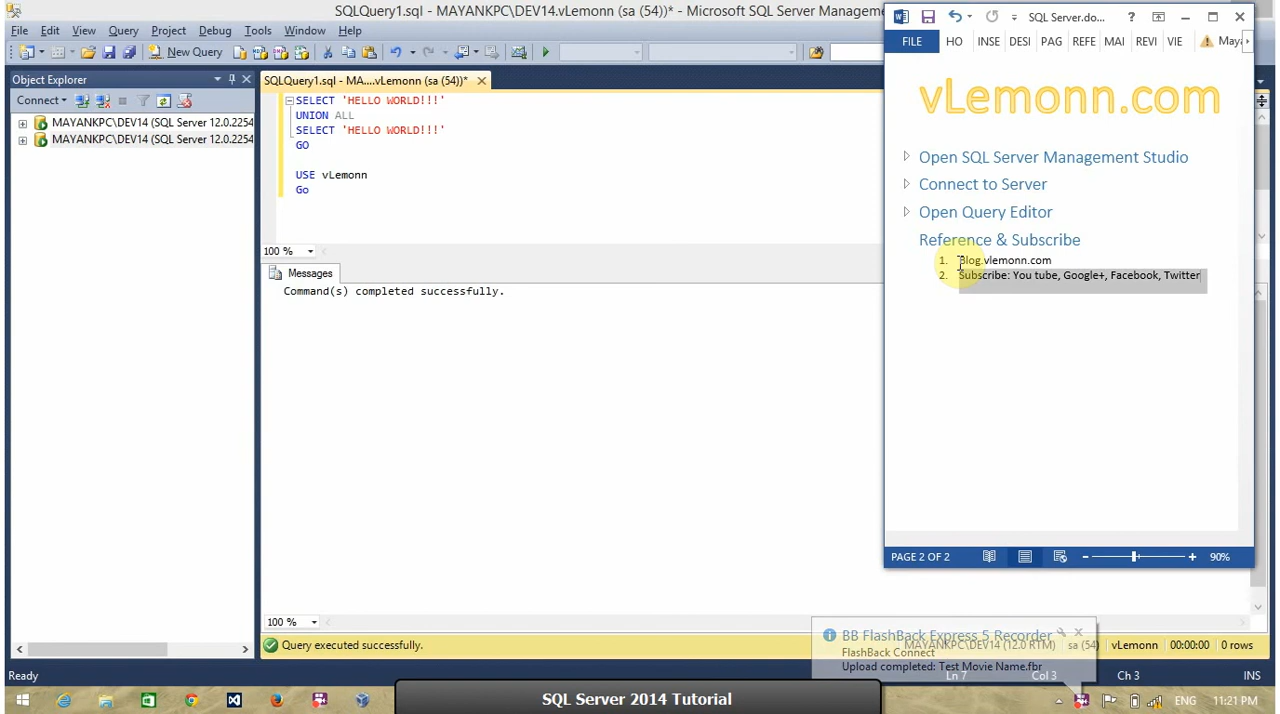 SQLQuery1.sql - MAYANKPC\DEV14.vLemonn (sa (54))* - Microsoft SQL Server Manageme
File Edit View Query Project Debug Tools Window Help
New Query
Object Explorer
Connect
MAYANKPC\DEV14 (SQL Server 12.0.2254
MAYANKPC\DEV14 (SQL Server 12.0.2254
SQLQuery1.sql - MA....vLemonn (sa (54))*
SELECT 'HELLO WORLD!!!'
UNION ALL
SELECT 'HELLO WORLD!!!'
GO
USE vLemonn
Go
100 %
Messages
Command(s) completed successfully.
100 %
Query executed successfully.
MAYANKPC\DEV14 (12.0 RTM) sa (54) vLemonn 00:00:00 0 rows
Ready
Ln 7 Col 3 Ch 3 INS
SQL Server.do...
FILE HO INSE DESI PAG REFE MAI REVI VIE Maya
vLemonn.com
Open SQL Server Management Studio
Connect to Server
Open Query Editor
Reference & Subscribe
1. Blog.vlemonn.com
2. Subscribe: You tube, Google+, Facebook, Twitter
PAGE 2 OF 2
90%
BB FlashBack Express 5 Recorder
FlashBack Connect
Upload completed: Test Movie Name.fbr
SQL Server 2014 Tutorial
ENG 11:21 PM